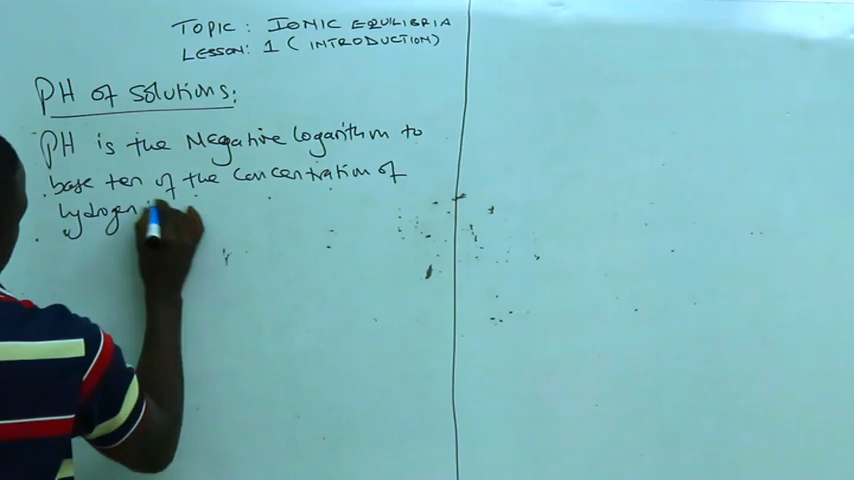 TOPIC: IONIC EQUILIBRIA
LESSON: 1 (INTRODUCTION)
PH of Solutions:
PH is the Negative logarithm to
base ten of the Concentration of
hydrogen